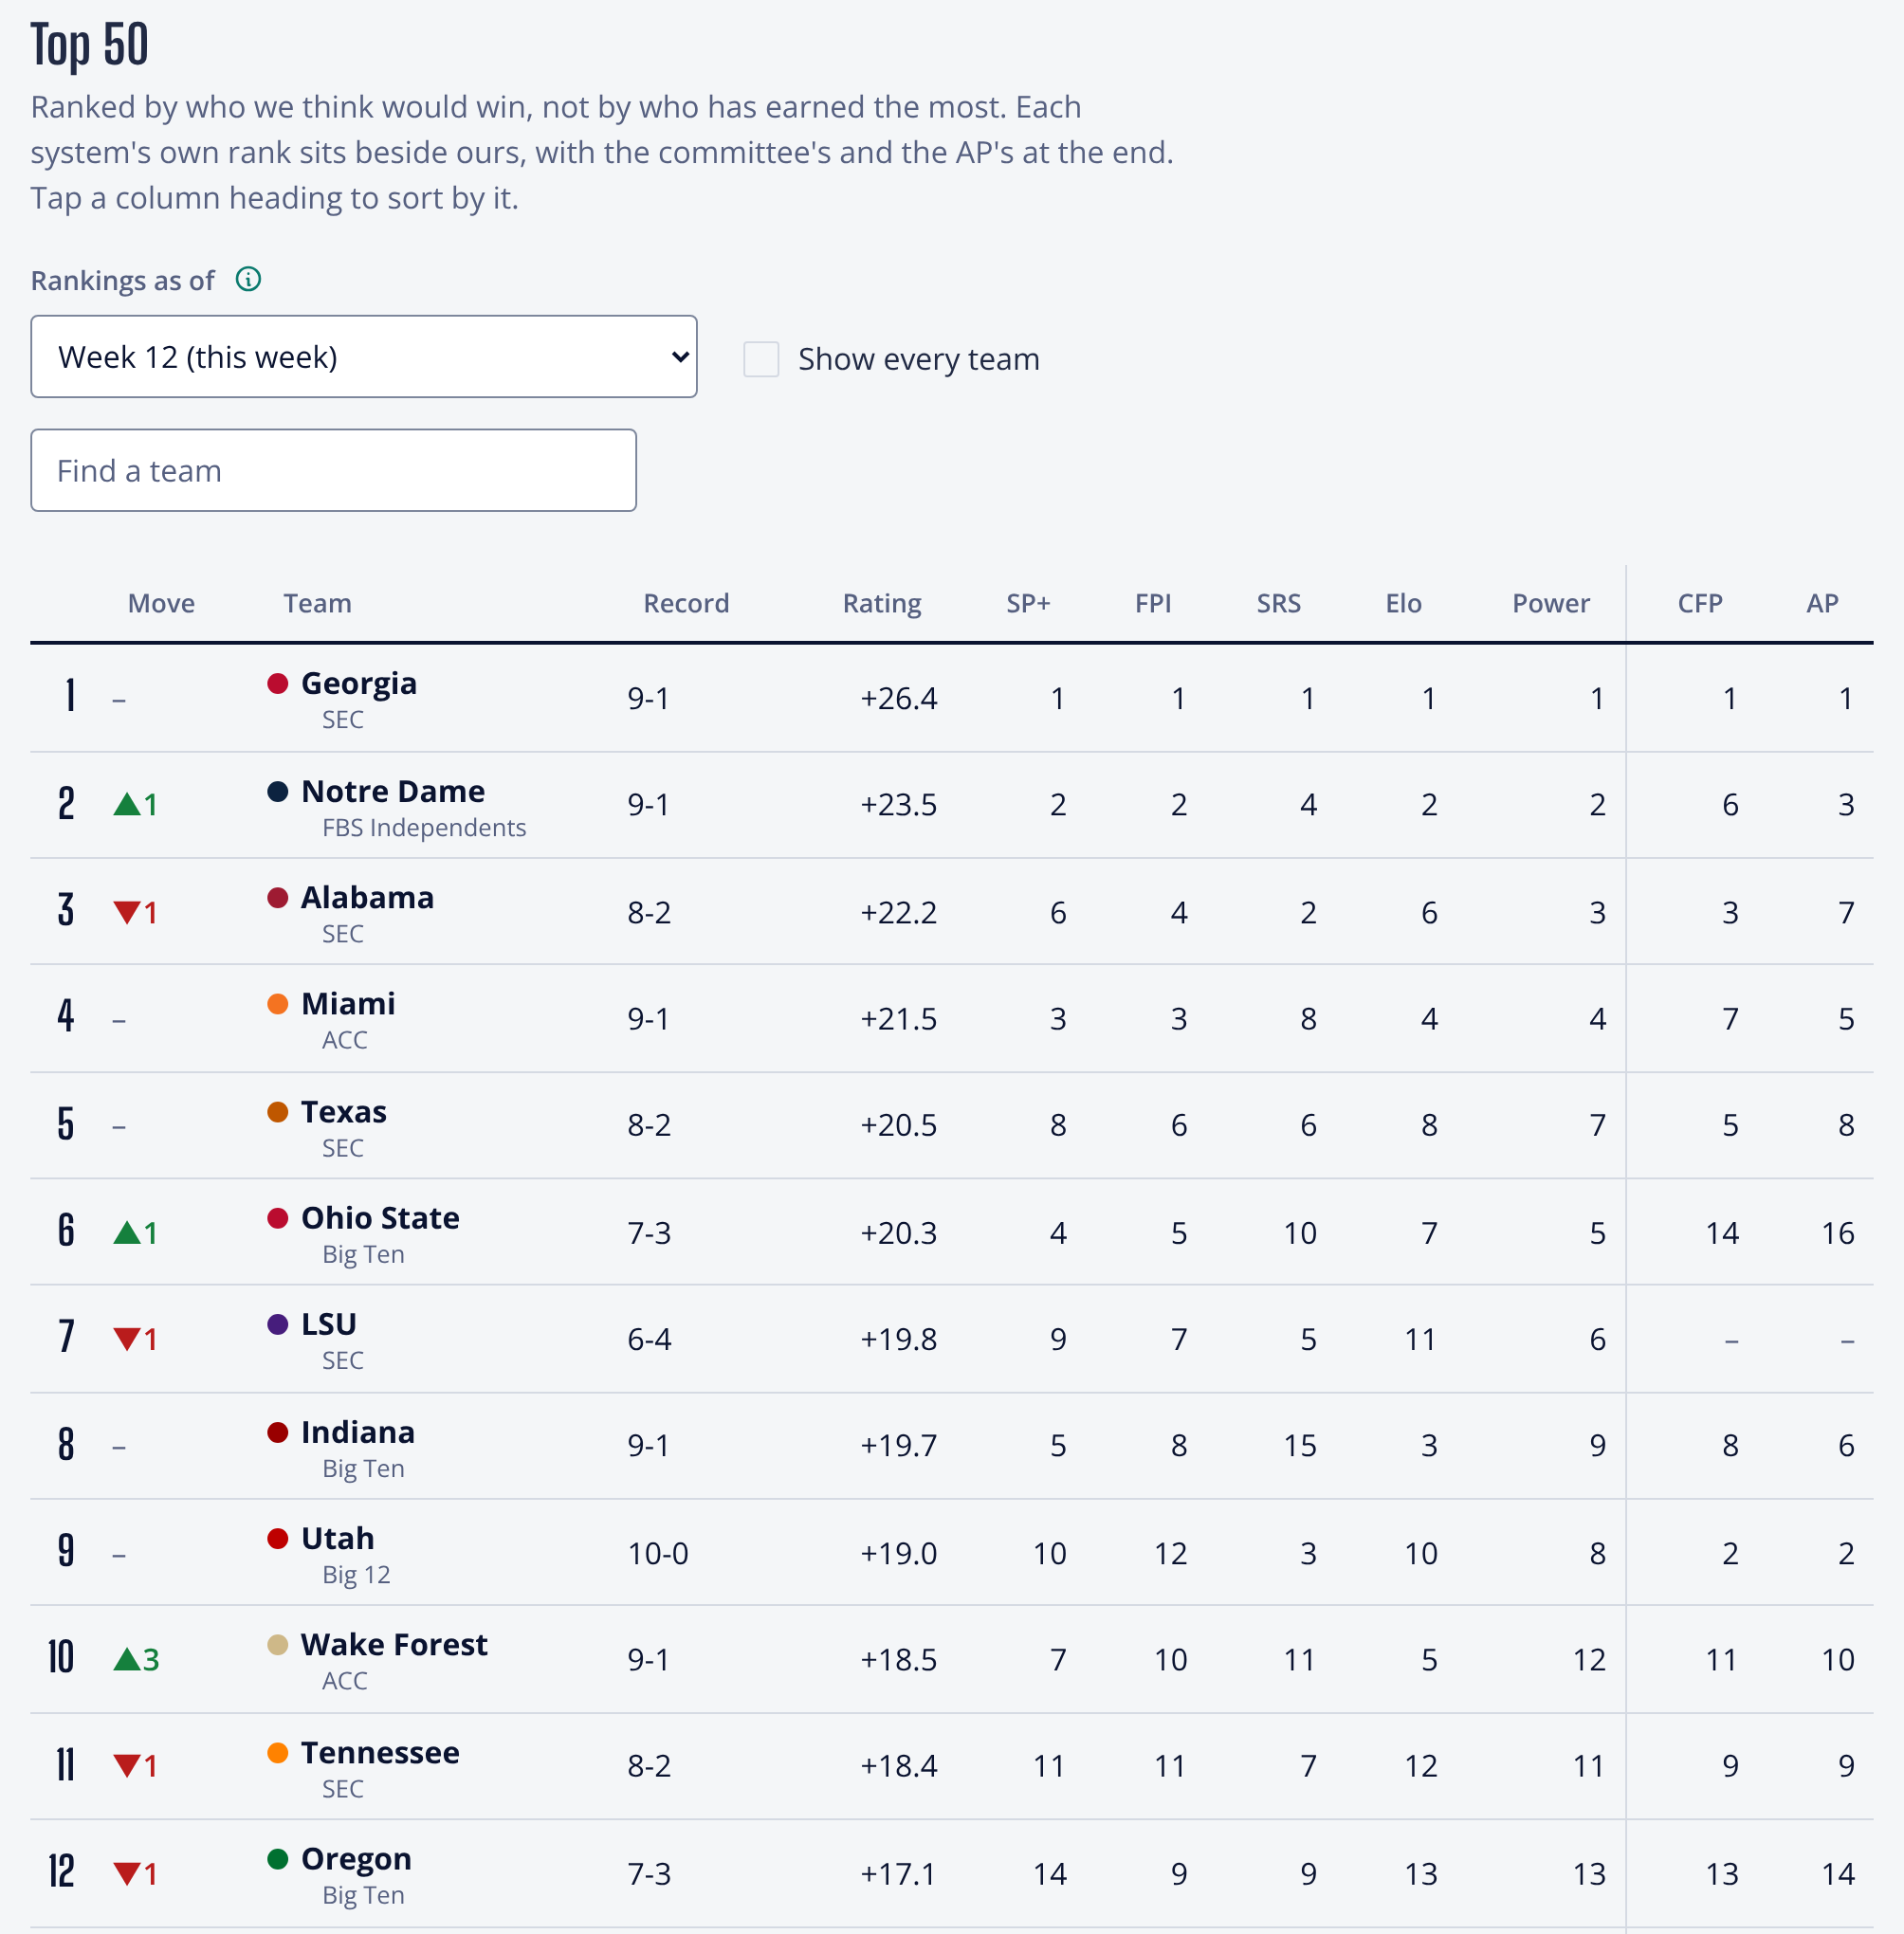 Top 50
Ranked by who we think would win, not by who has earned the most. Each
system's own rank sits beside ours, with the committee's and the AP's at the end.
Tap a column heading to sort by it.
Rankings as of
Week 12 (this week)
Show every team
Find a team
Move Team Record Rating SP+ FPI SRS Elo Power CFP AP
1 – Georgia 9-1 +26.4 1 1 1 1 1 1 1
SEC
2 ▲1 Notre Dame 9-1 +23.5 2 2 4 2 2 6 3
FBS Independents
3 ▼1 Alabama 8-2 +22.2 6 4 2 6 3 3 7
SEC
4 – Miami 9-1 +21.5 3 3 8 4 4 7 5
ACC
5 – Texas 8-2 +20.5 8 6 6 8 7 5 8
SEC
6 ▲1 Ohio State 7-3 +20.3 4 5 10 7 5 14 16
Big Ten
7 ▼1 LSU 6-4 +19.8 9 7 5 11 6 – –
SEC
8 – Indiana 9-1 +19.7 5 8 15 3 9 8 6
Big Ten
9 – Utah 10-0 +19.0 10 12 3 10 8 2 2
Big 12
10 ▲3 Wake Forest 9-1 +18.5 7 10 11 5 12 11 10
ACC
11 ▼1 Tennessee 8-2 +18.4 11 11 7 12 11 9 9
SEC
12 ▼1 Oregon 7-3 +17.1 14 9 9 13 13 13 14
Big Ten